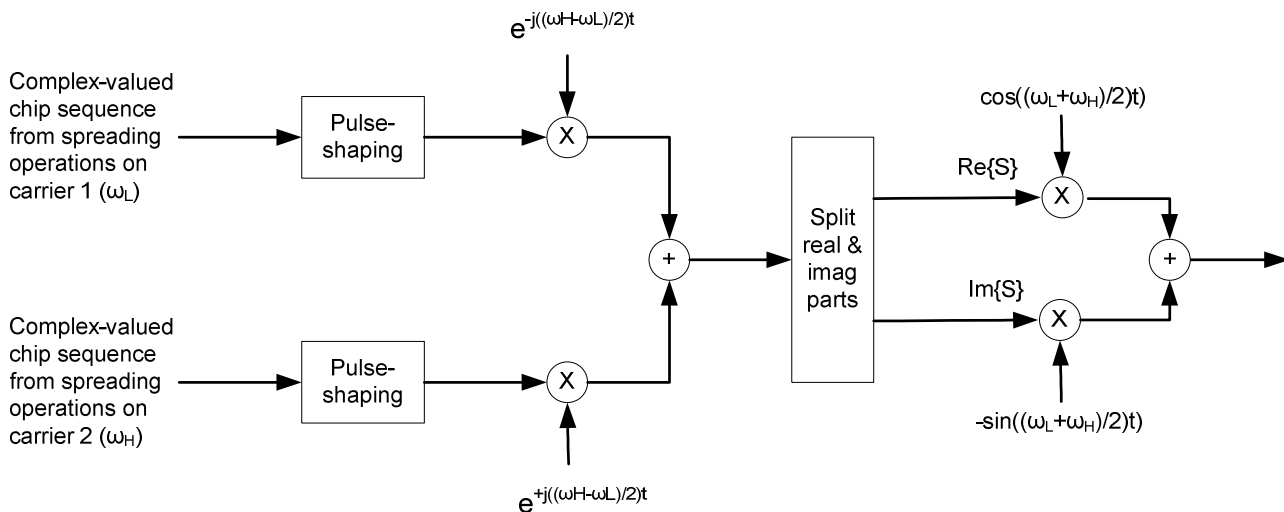 e^-j((ωH-ωL)/2)t
Complex-valued
chip sequence
from spreading
operations on
carrier 1 (ωL)
Pulse-
shaping
X
cos((ωL+ωH)/2)t)
Re{S}
X
Split
real &
imag
parts
+
+
Im{S}
X
-sin((ωL+ωH)/2)t)
Complex-valued
chip sequence
from spreading
operations on
carrier 2 (ωH)
Pulse-
shaping
X
e^+j((ωH-ωL)/2)t